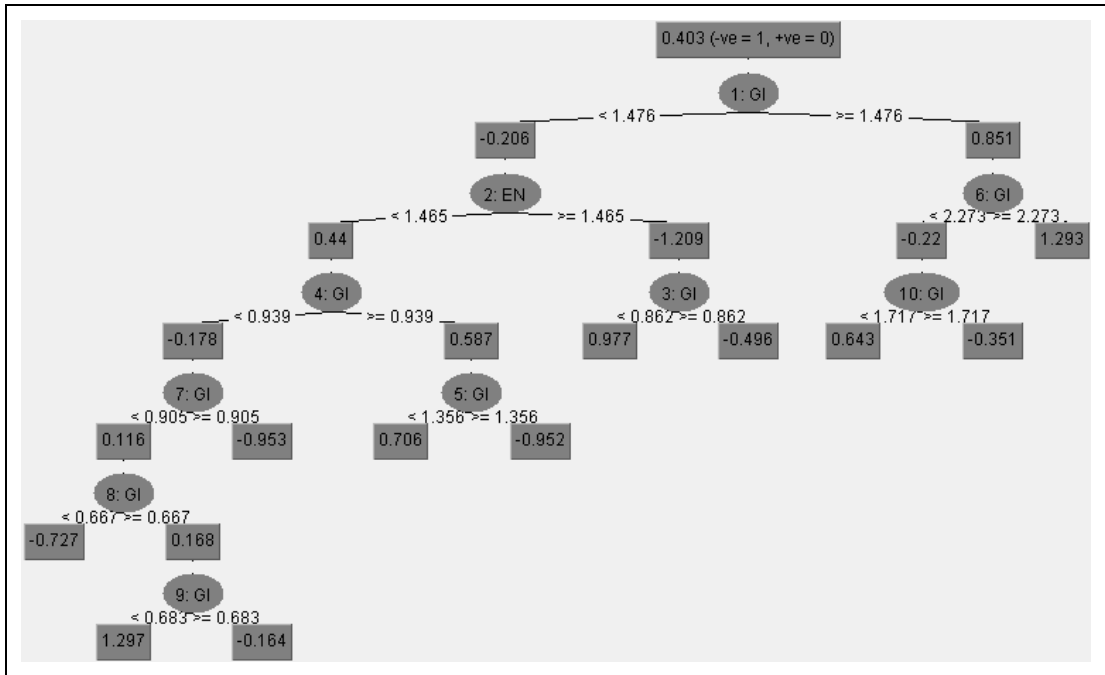 0.403 (-ve = 1, +ve = 0)
1: GI
< 1.476 >= 1.476
-0.206 0.851
2: EN 6: GI
< 1.465 >= 1.465 < 2.273 >= 2.273
0.44 -1.209 -0.22 1.293
4: GI 3: GI 10: GI
< 0.939 >= 0.939 < 0.862 >= 0.862 < 1.717 >= 1.717
-0.178 0.587 0.977 -0.496 0.643 -0.351
7: GI 5: GI
< 0.905 >= 0.905 < 1.356 >= 1.356
0.116 -0.953 0.706 -0.952
8: GI
< 0.667 >= 0.667
-0.727 0.168
9: GI
< 0.683 >= 0.683
1.297 -0.164